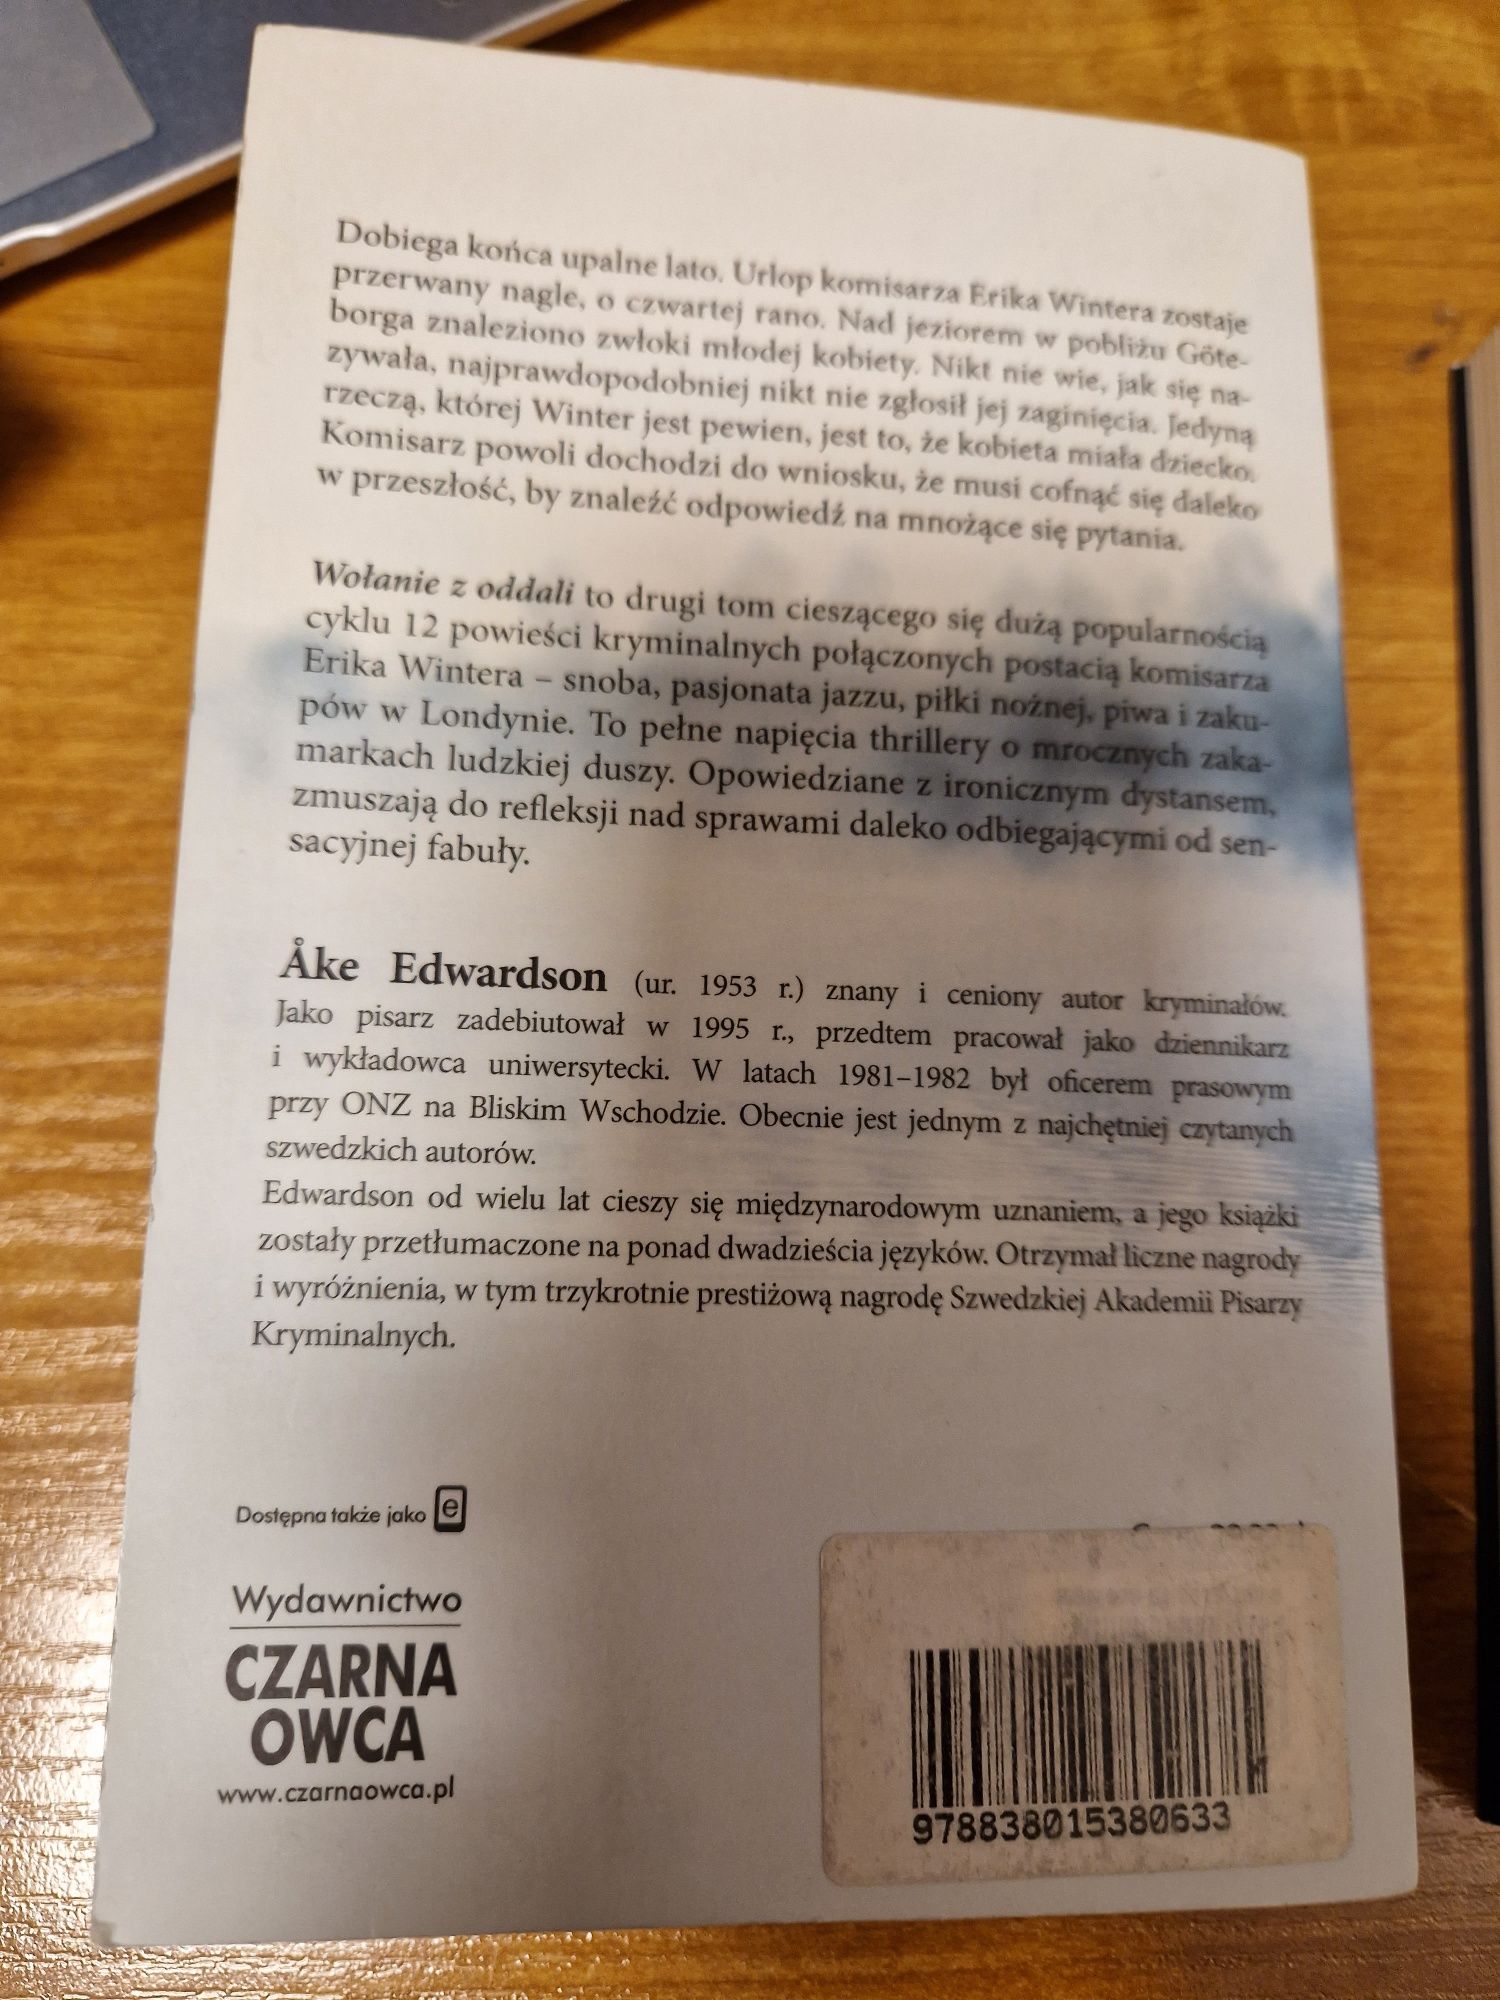 Dobiega końca upalne lato. Urlop komisarza Erika Wintera zostaje
przerwany nagle, o czwartej rano. Nad jeziorem w pobliżu Göte-
borga znaleziono zwłoki młodej kobiety. Nikt nie wie, jak się na-
zywała, najprawdopodobniej nikt nie zgłosił jej zaginięcia. Jedyną
rzeczą, której Winter jest pewien, jest to, że kobieta miała dziecko.
Komisarz powoli dochodzi do wniosku, że musi cofnąć się daleko
w przeszłość, by znaleźć odpowiedź na mnożące się pytania.
Wołanie z oddali to drugi tom cieszącego się dużą popularnością
cyklu 12 powieści kryminalnych połączonych postacią komisarza
Erika Wintera – snoba, pasjonata jazzu, piłki nożnej, piwa i zaku-
pów w Londynie. To pełne napięcia thrillery o mrocznych zaka-
markach ludzkiej duszy. Opowiedziane z ironicznym dystansem,
zmuszają do refleksji nad sprawami daleko odbiegającymi od sen-
sacyjnej fabuły.
Åke Edwardson (ur. 1953 r.) znany i ceniony autor kryminałów.
Jako pisarz zadebiutował w 1995 r., przedtem pracował jako dziennikarz
i wykładowca uniwersytecki. W latach 1981–1982 był oficerem prasowym
przy ONZ na Bliskim Wschodzie. Obecnie jest jednym z najchętniej czytanych
szwedzkich autorów.
Edwardson od wielu lat cieszy się międzynarodowym uznaniem, a jego książki
zostały przetłumaczone na ponad dwadzieścia języków. Otrzymał liczne nagrody
i wyróżnienia, w tym trzykrotnie prestiżową nagrodę Szwedzkiej Akademii Pisarzy
Kryminalnych.
Dostępna także jako e
Wydawnictwo
CZARNA
OWCA
www.czarnaowca.pl
978838015380633